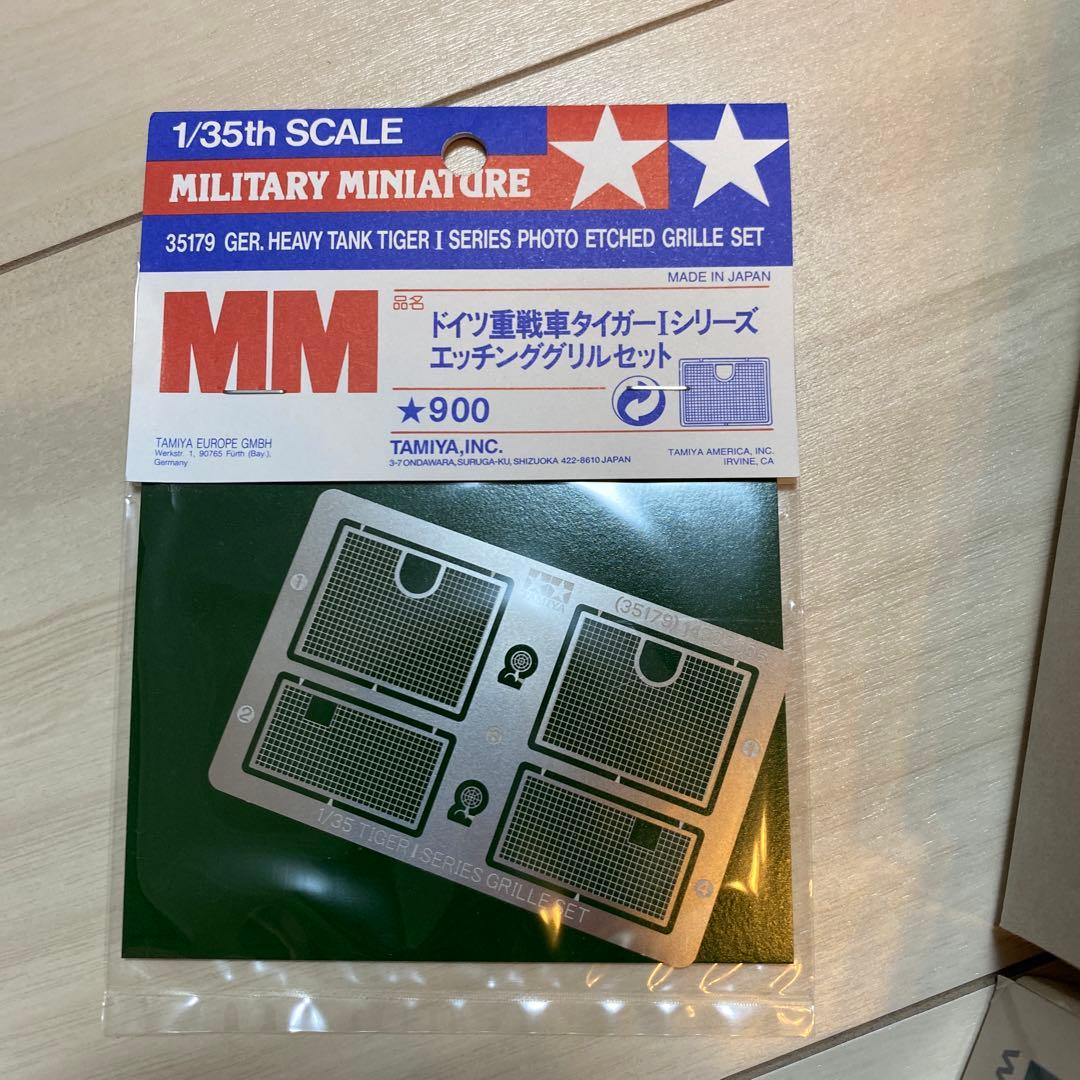 1/35th SCALE
MILITARY MINIATURE
35179 GER. HEAVY TANK TIGER I SERIES PHOTO ETCHED GRILLE SET
MADE IN JAPAN
MM
品名
ドイツ重戦車タイガーIシリーズ
エッチンググリルセット
★900
TAMIYA EUROPE GMBH
Werkstr. 1, 90765 Fürth (Bay.),
Germany
TAMIYA,INC.
3-7 ONDAWARA, SURUGA-KU, SHIZUOKA 422-8610 JAPAN
TAMIYA AMERICA, INC.
IRVINE, CA
TAMIYA
(35179)
1
2
4
1/35 TIGER I SERIES GRILLE SET